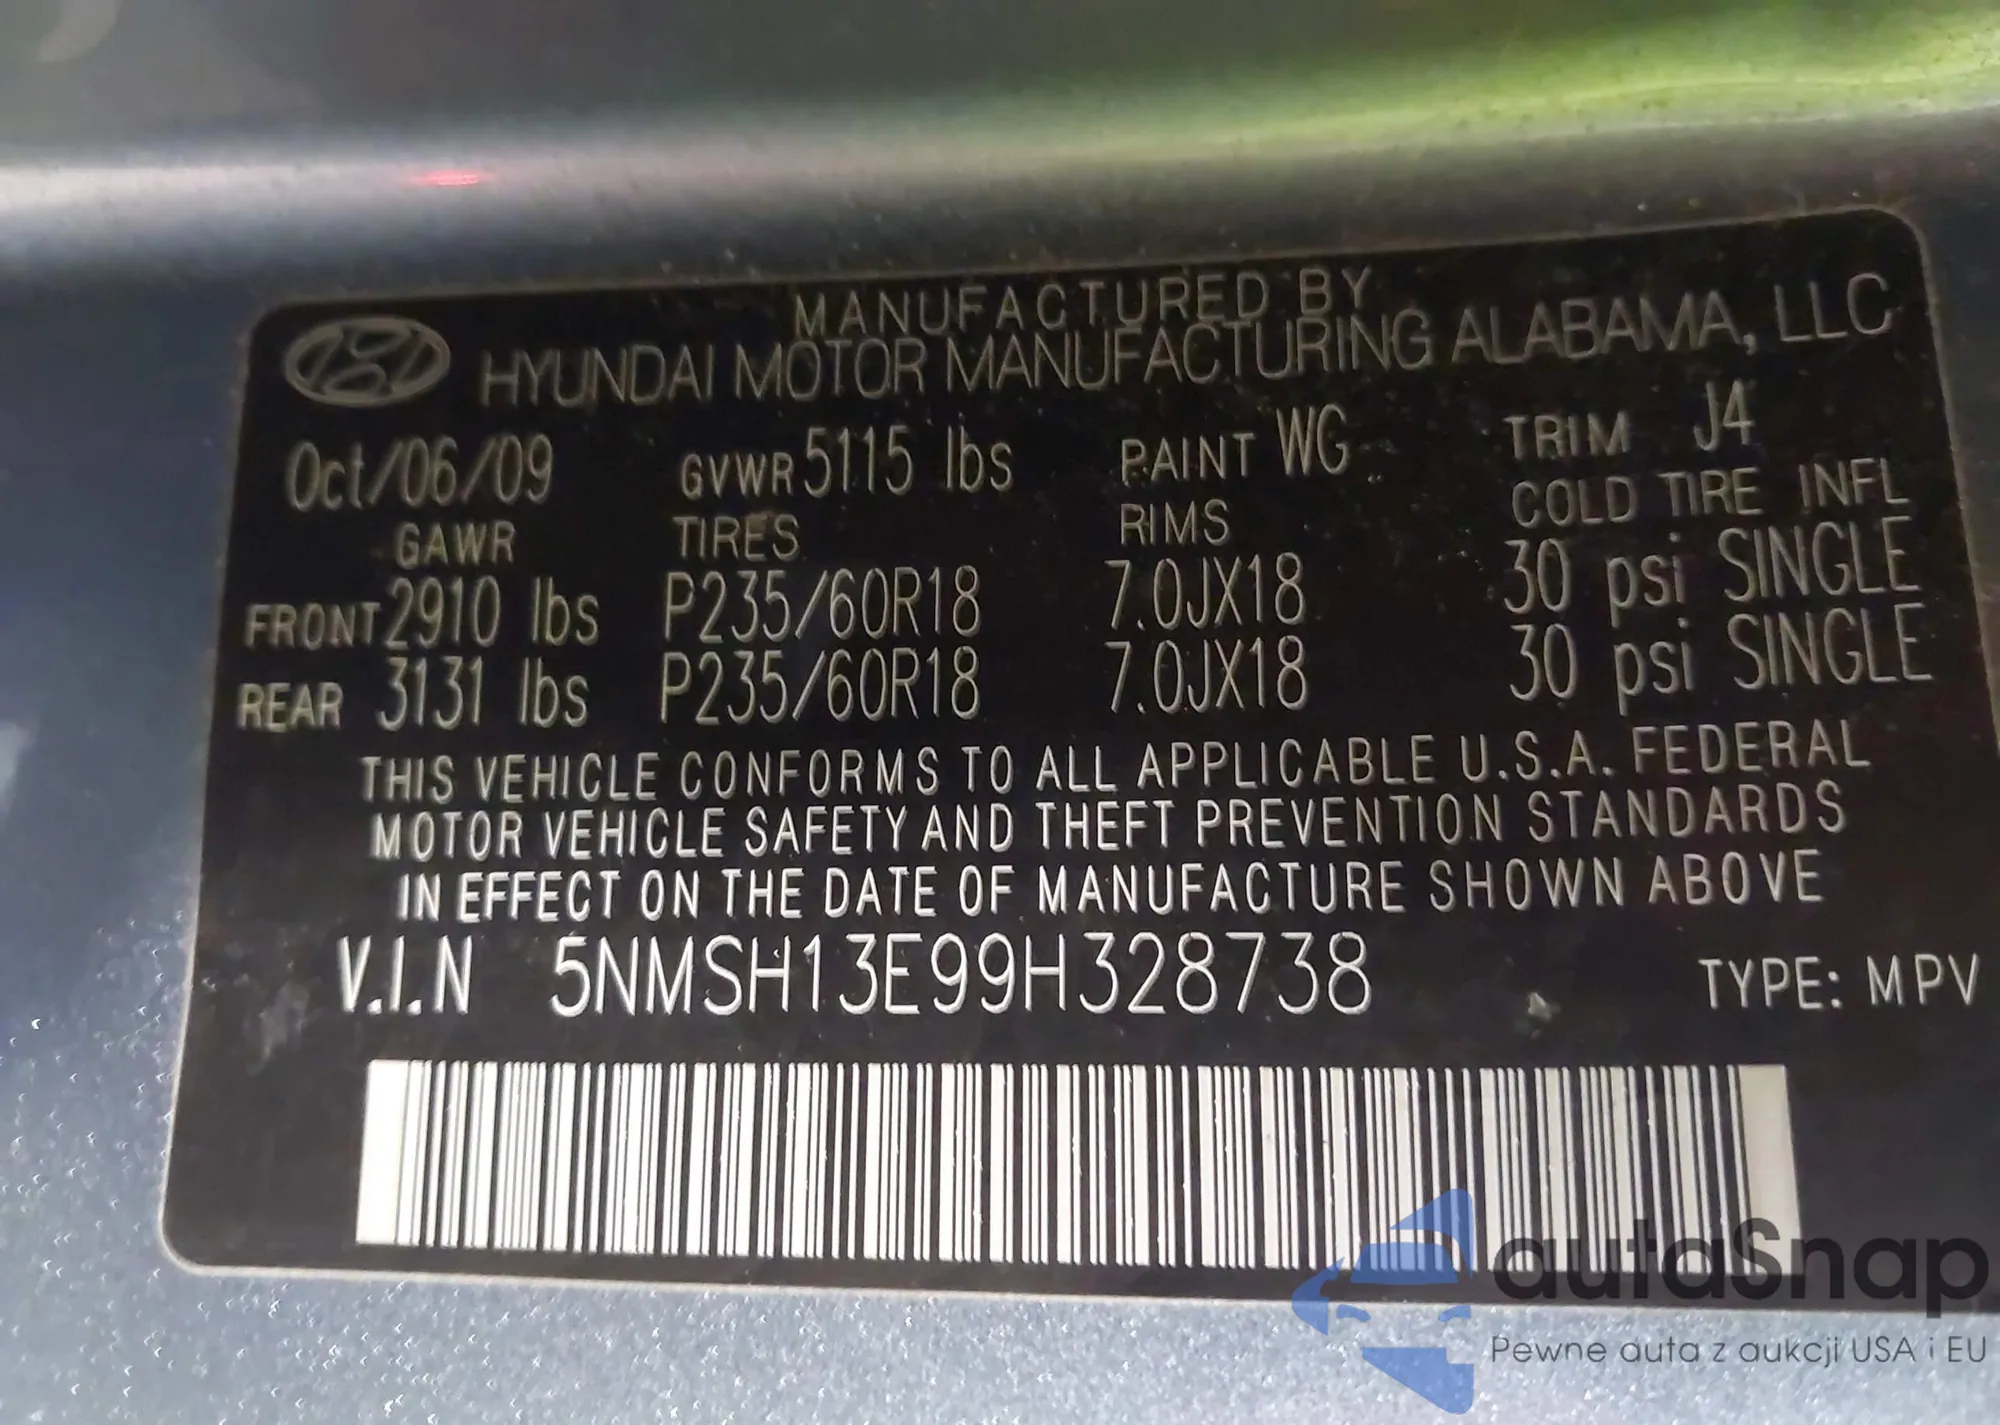 MANUFACTURED BY
HYUNDAI MOTOR MANUFACTURING ALABAMA, LLC
Oct/06/09 GVWR 5115 lbs PAINT WG TRIM J4
GAWR TIRES RIMS COLD TIRE INFL
FRONT 2910 lbs P235/60R18 7.0JX18 30 psi SINGLE
REAR 3131 lbs P235/60R18 7.0JX18 30 psi SINGLE
THIS VEHICLE CONFORMS TO ALL APPLICABLE U.S.A. FEDERAL
MOTOR VEHICLE SAFETY AND THEFT PREVENTION STANDARDS
IN EFFECT ON THE DATE OF MANUFACTURE SHOWN ABOVE
V.I.N 5NMSH13E99H328738 TYPE: MPV
autaSnap
Pewne auta z aukcji USA i EU